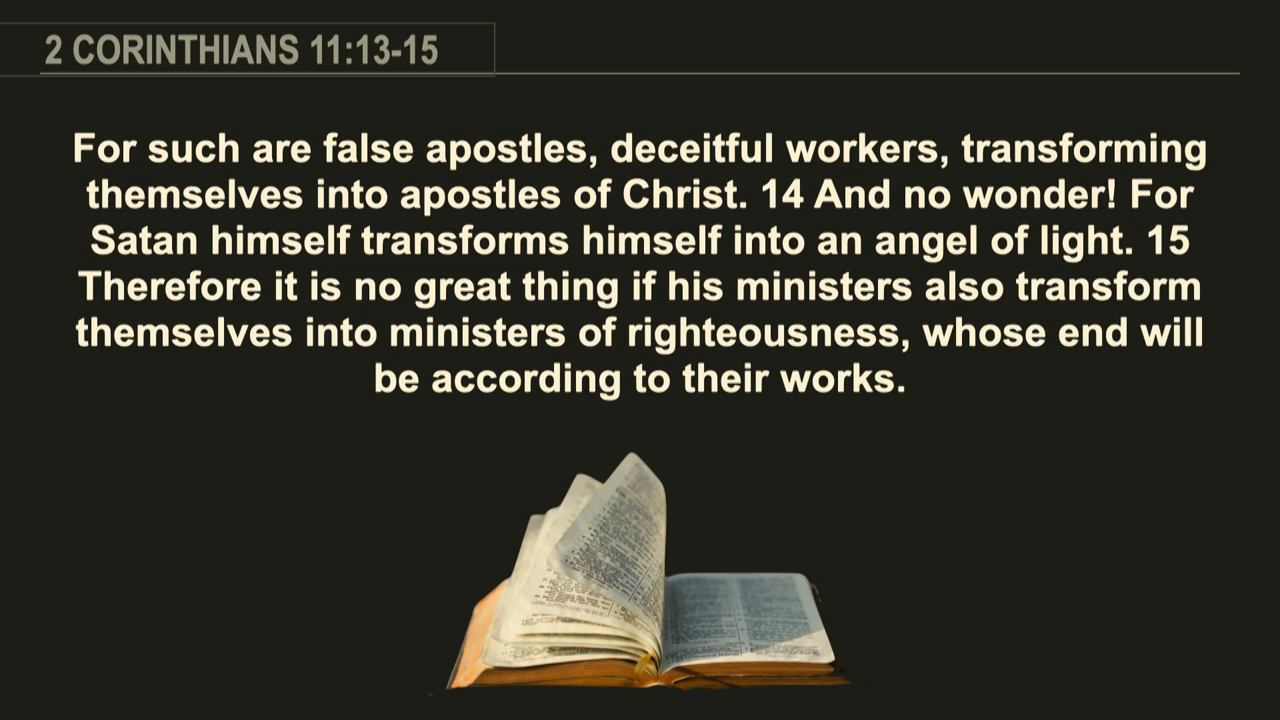 2 CORINTHIANS 11:13-15
For such are false apostles, deceitful workers, transforming
themselves into apostles of Christ. 14 And no wonder! For
Satan himself transforms himself into an angel of light. 15
Therefore it is no great thing if his ministers also transform
themselves into ministers of righteousness, whose end will
be according to their works.